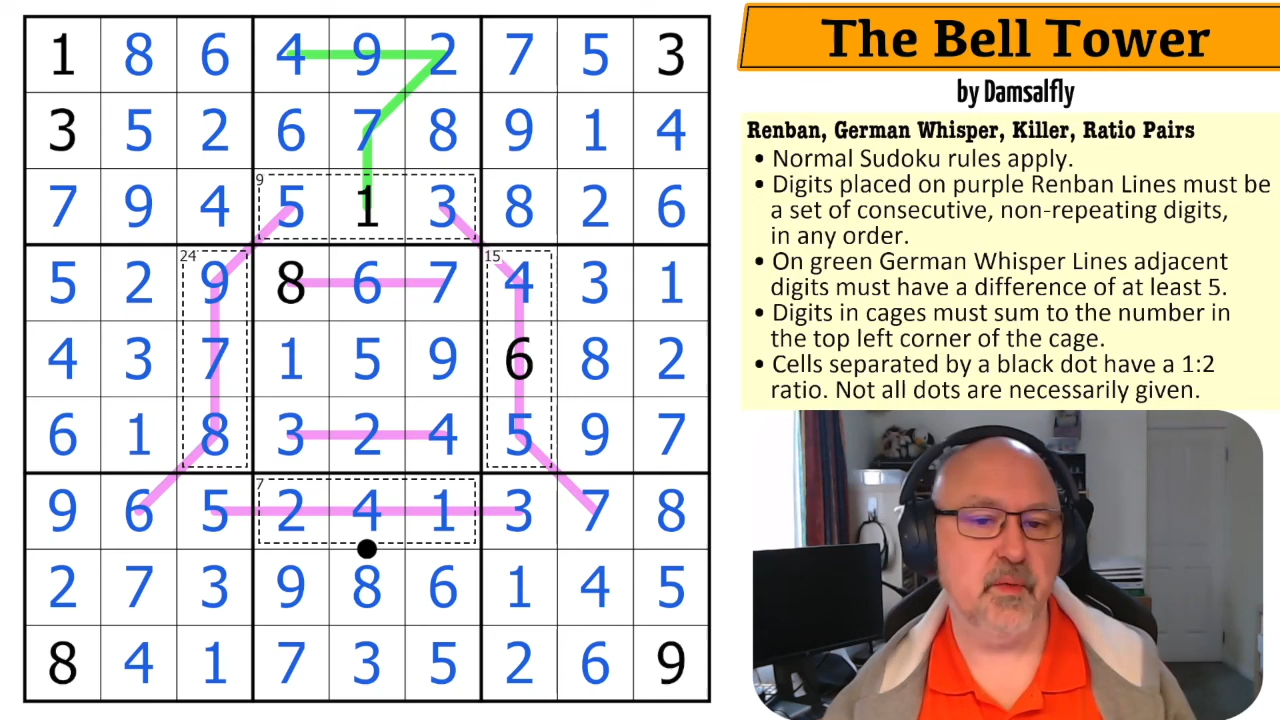 1 8 6 4 9 2 7 5 3
3 5 2 6 7 8 9 1 4
9
7 9 4 5 1 3 8 2 6
24 15
5 2 9 8 6 7 4 3 1
4 3 7 1 5 9 6 8 2
6 1 8 3 2 4 5 9 7
7
9 6 5 2 4 1 3 7 8
2 7 3 9 8 6 1 4 5
8 4 1 7 3 5 2 6 9
The Bell Tower
by Damsalfly
Renban, German Whisper, Killer, Ratio Pairs
• Normal Sudoku rules apply.
• Digits placed on purple Renban Lines must be
a set of consecutive, non-repeating digits,
in any order.
• On green German Whisper Lines adjacent
digits must have a difference of at least 5.
• Digits in cages must sum to the number in
the top left corner of the cage.
• Cells separated by a black dot have a 1:2
ratio. Not all dots are necessarily given.